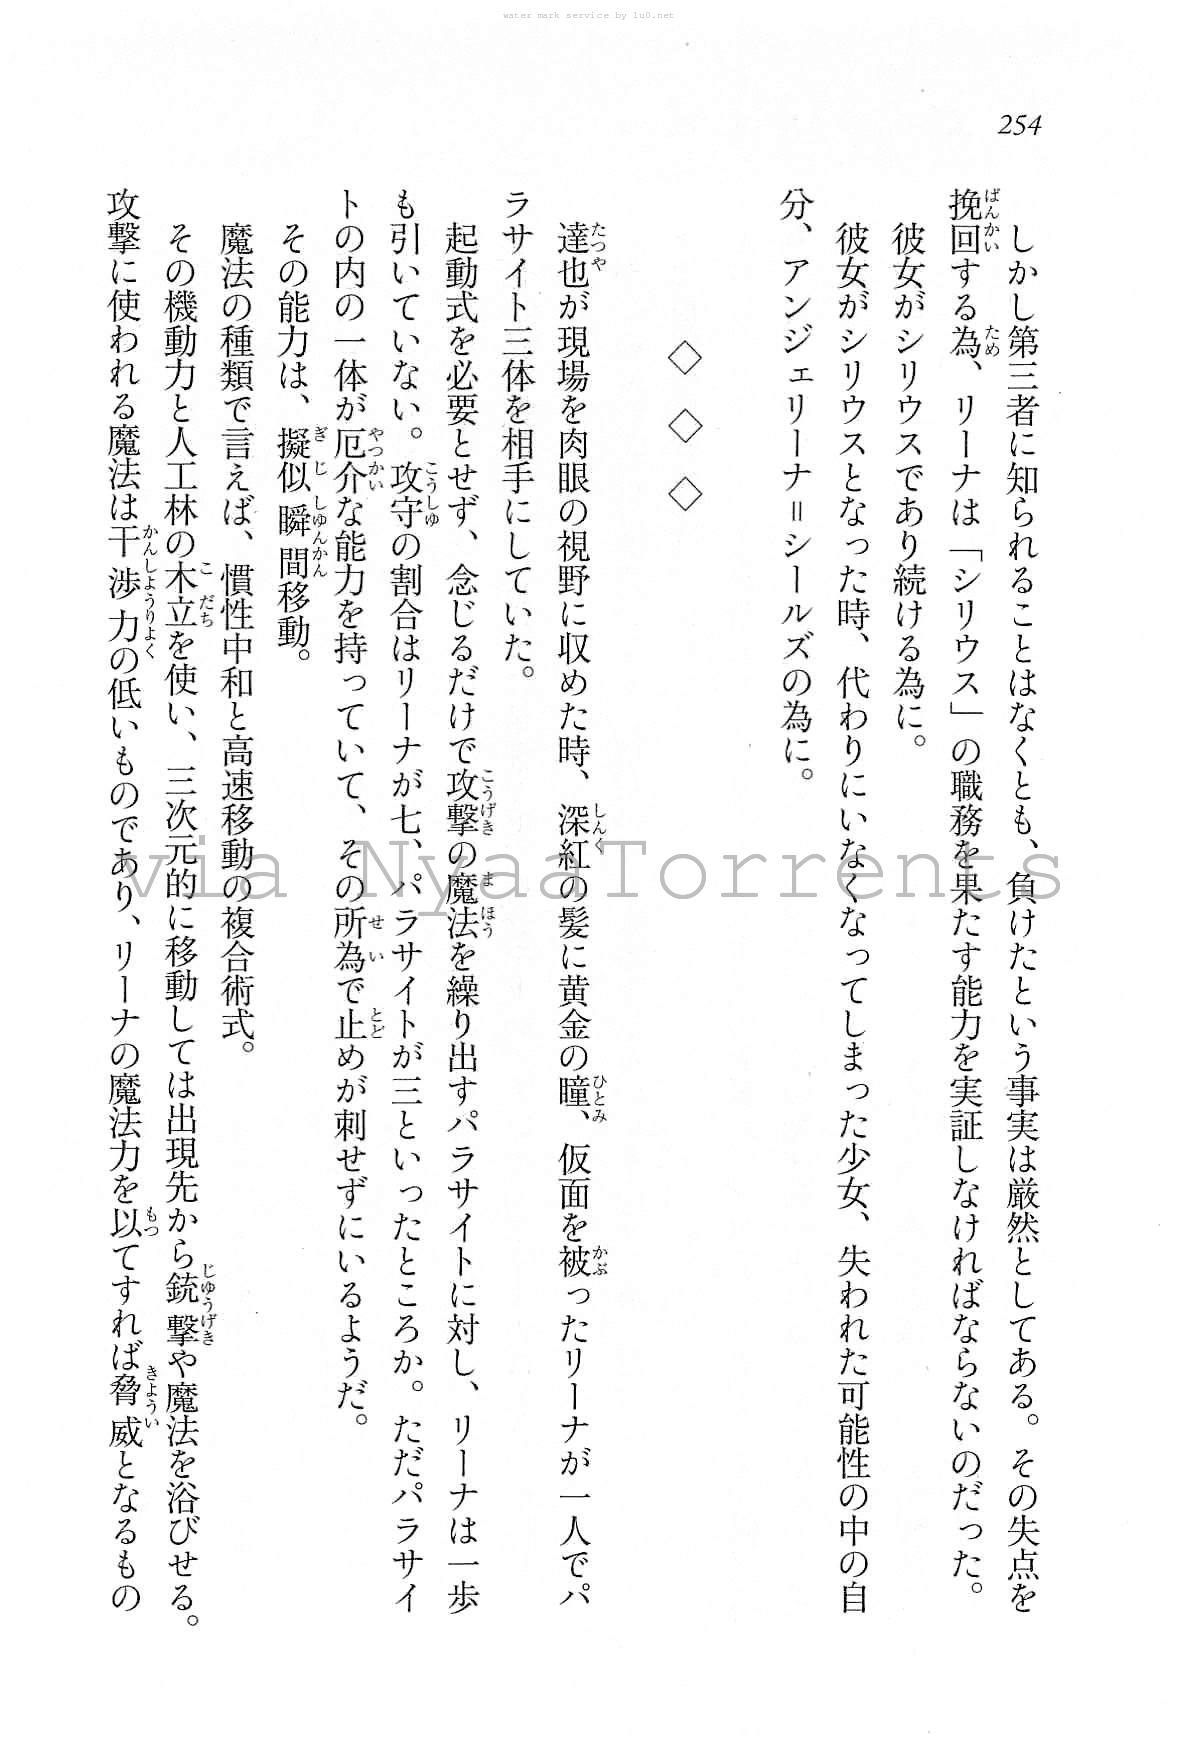 water mark service by lu0.net
254
しかし第三者に知られることはなくとも、負けたという事実は厳然としてある。その失点を
挽回する為、リーナは「シリウス」の職務を果たす能力を実証しなければならないのだった。
彼女がシリウスであり続ける為に。
彼女がシリウスとなった時、代わりにいなくなってしまった少女、失われた可能性の中の自
分、アンジェリーナ=シールズの為に。
◇ ◇ ◇
達也が現場を肉眼の視野に収めた時、深紅の髪に黄金の瞳、仮面を被ったリーナが一人でパ
ラサイト三体を相手にしていた。
起動式を必要とせず、念じるだけで攻撃の魔法を繰り出すパラサイトに対し、リーナは一歩
も引いていない。攻守の割合はリーナが七、パラサイトが三といったところか。ただパラサイ
トの内の一体が厄介な能力を持っていて、その所為で止めが刺せずにいるようだ。
その能力は、擬似瞬間移動。
魔法の種類で言えば、慣性中和と高速移動の複合術式。
その機動力と人工林の木立を使い、三次元的に移動しては出現先から銃撃や魔法を浴びせる。
攻撃に使われる魔法は干渉力の低いものであり、リーナの魔法力を以てすれば脅威となるもの
via NyaaTorrents